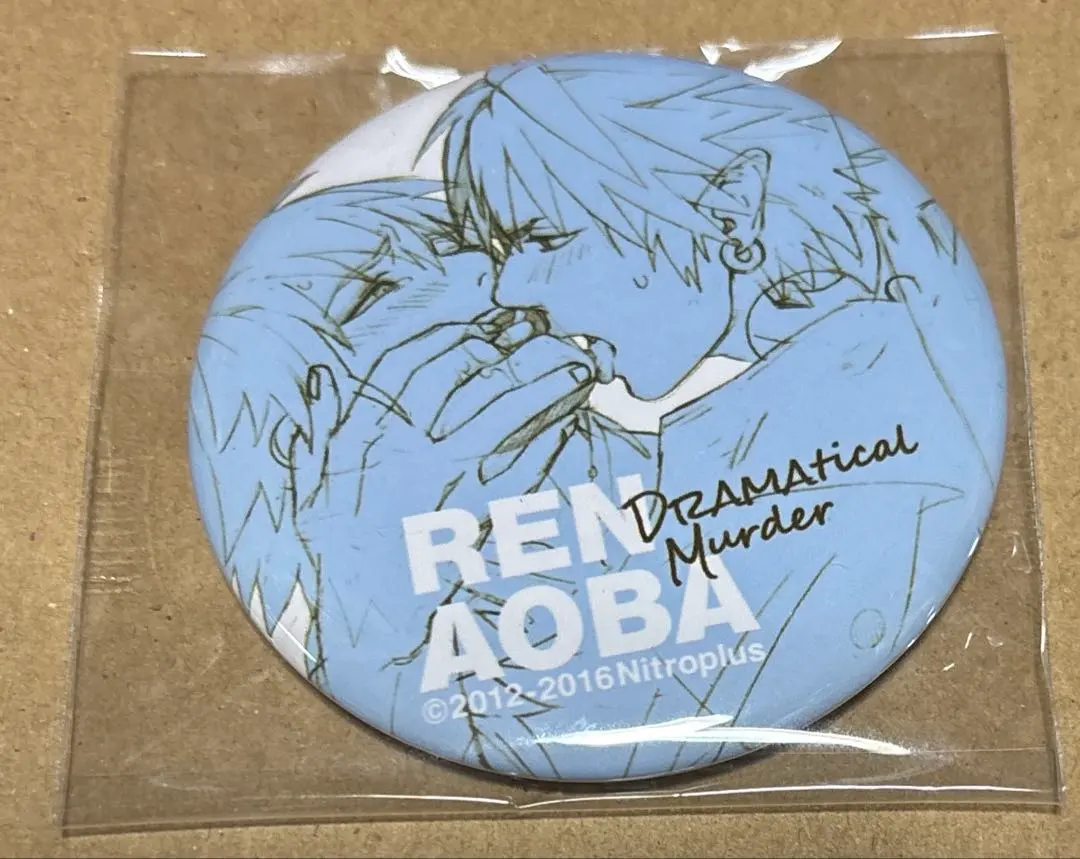 REN
AOBA
DRAMAtical
Murder
©2012-2016Nitroplus